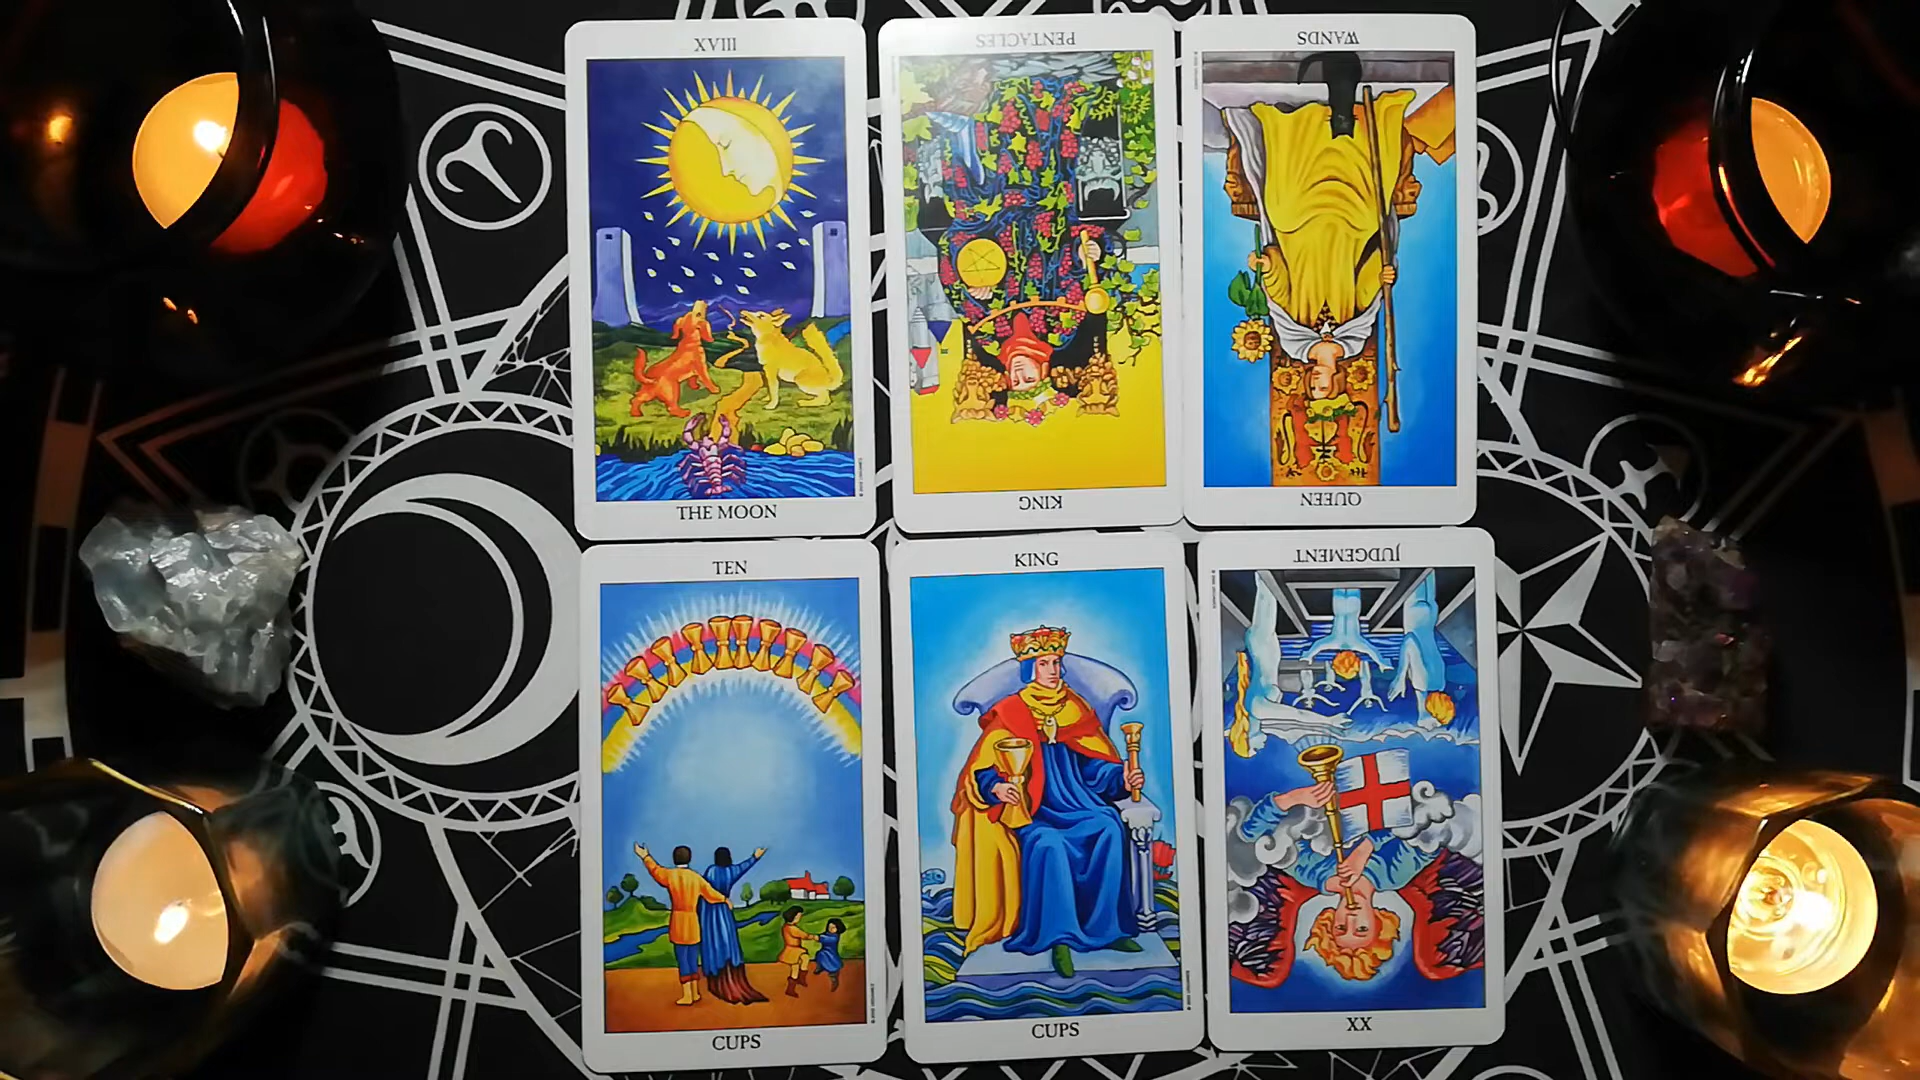 XVIII
THE MOON
PENTACLES
KING
WANDS
QUEEN
TEN
CUPS
KING
CUPS
JUDGEMENT
XX